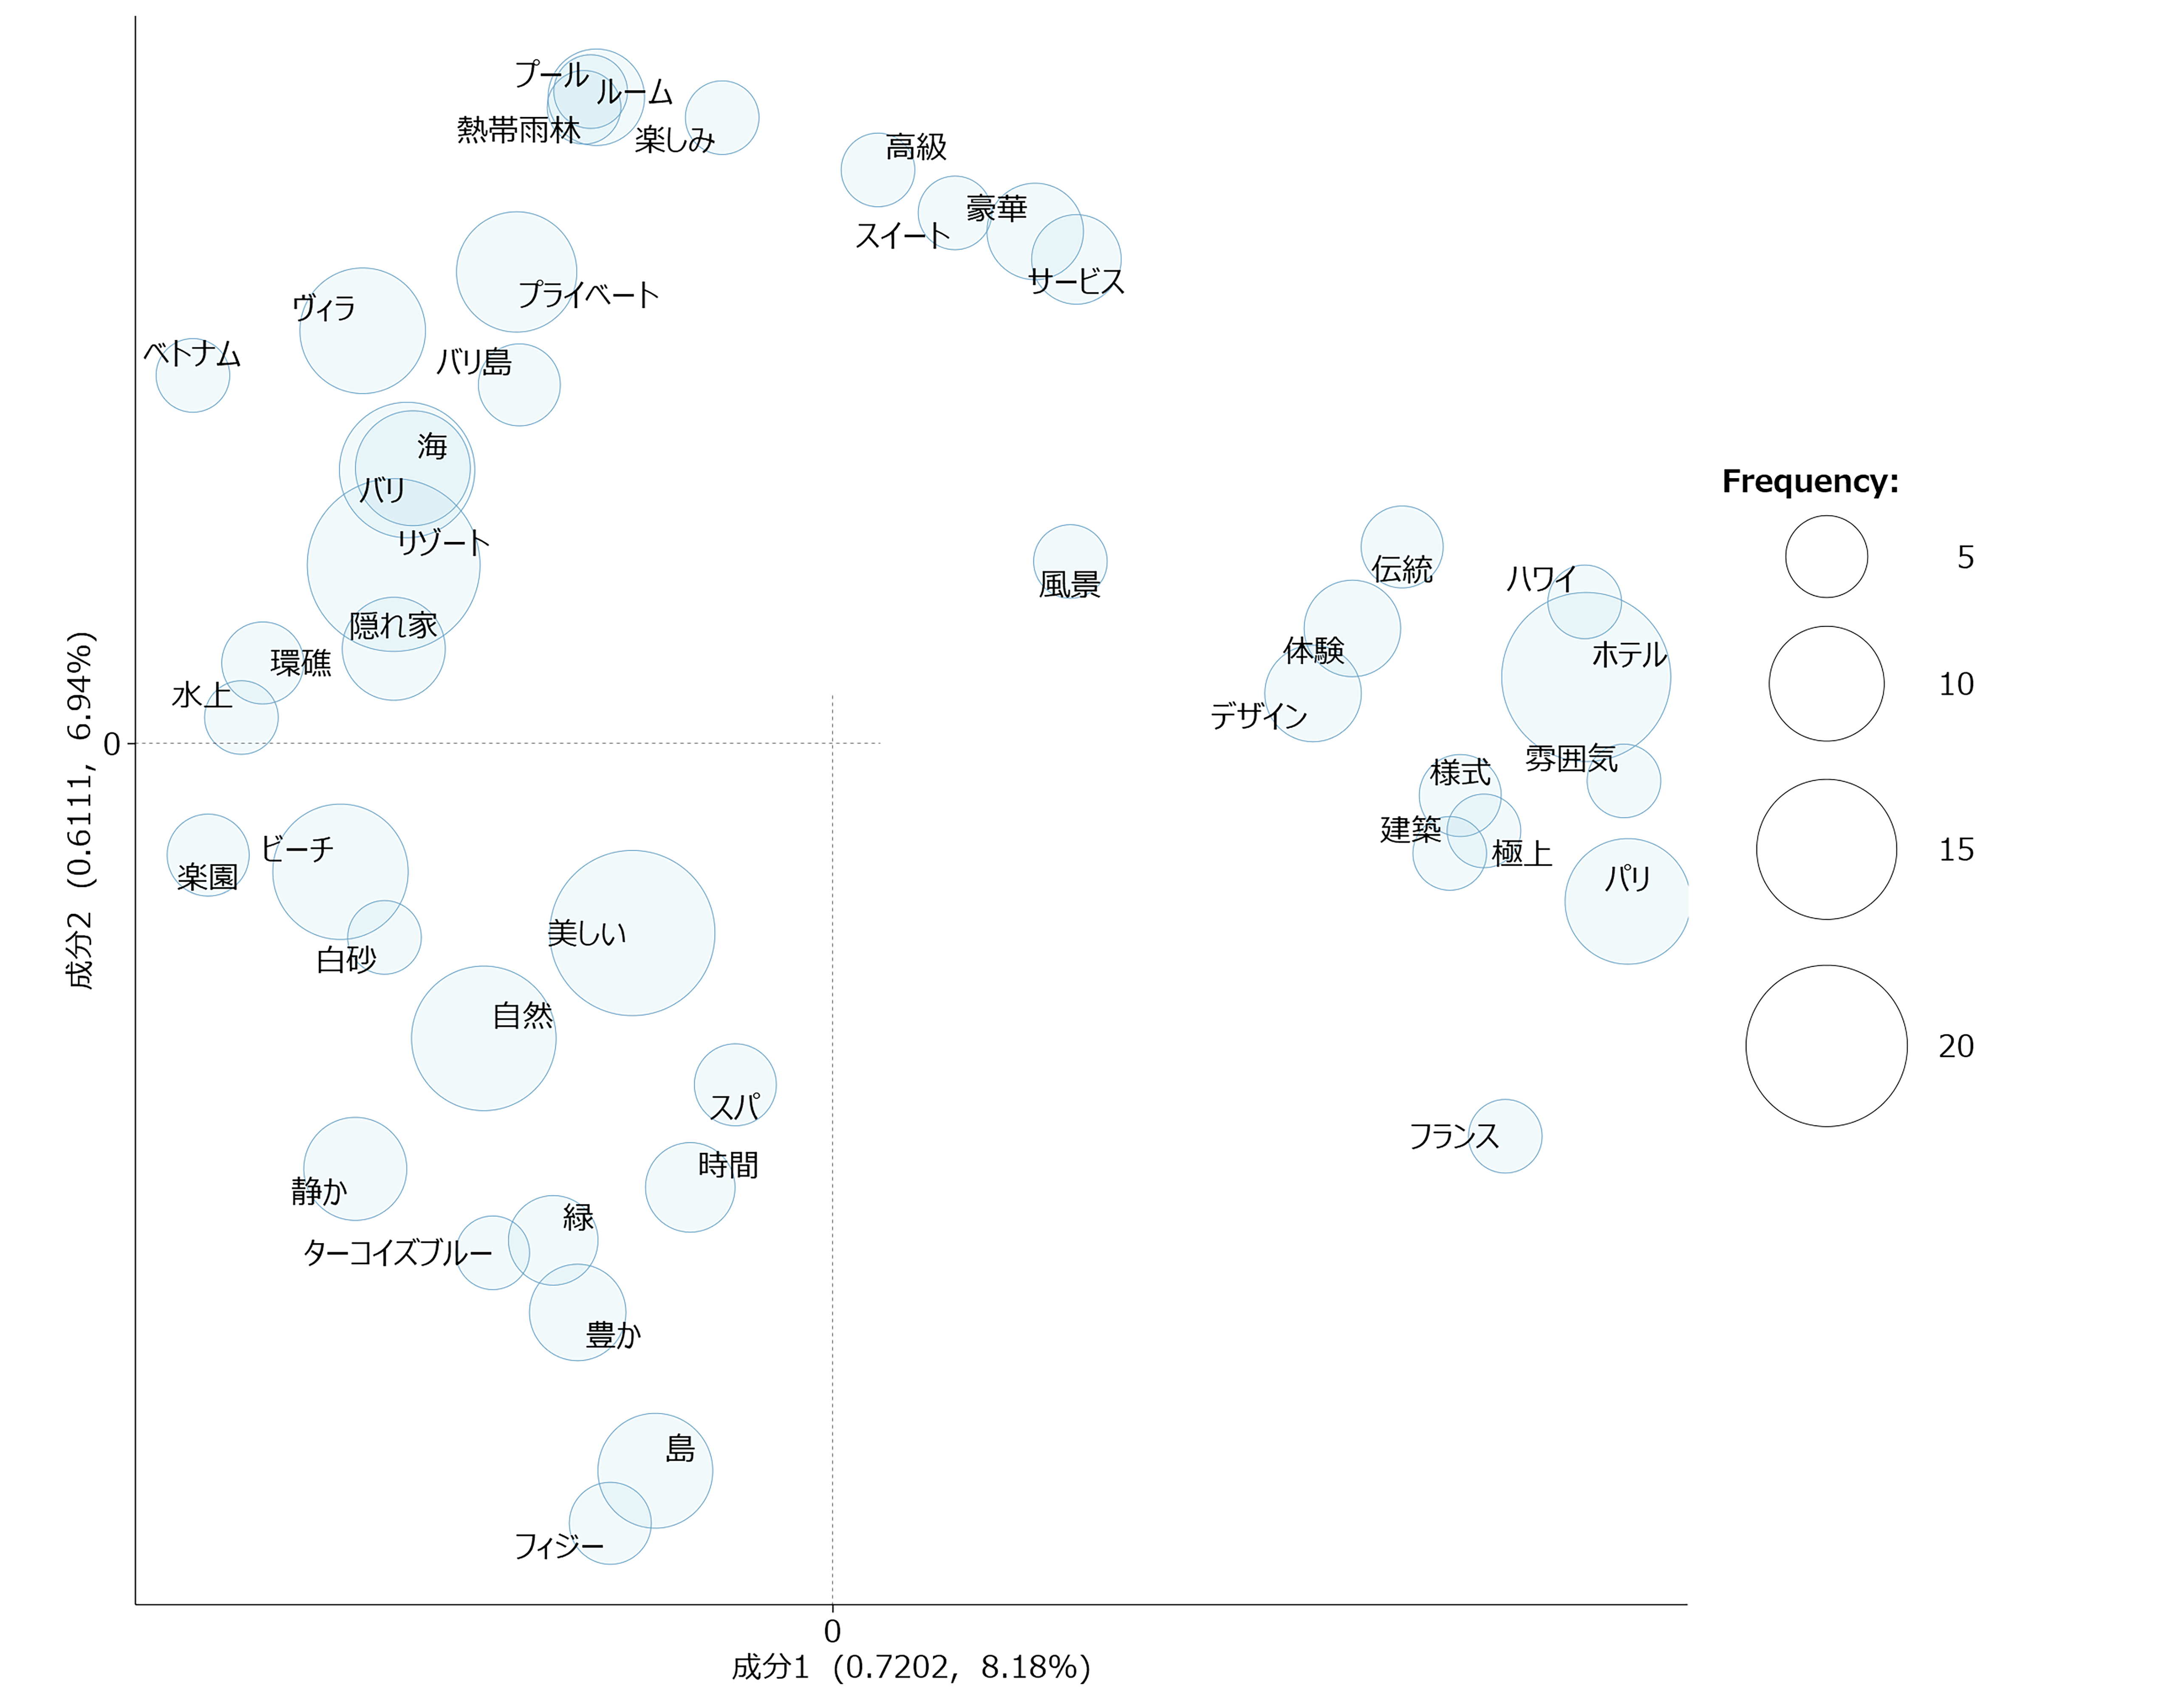 プール
ルーム
熱帯雨林
楽しみ
高級
豪華
スイート
サービス
プライベート
ヴィラ
ベトナム
バリ島
海
バリ
リゾート
隠れ家
環礁
水上
風景
伝統
ハワイ
体験
ホテル
デザイン
雰囲気
様式
建築
極上
パリ
楽園
ビーチ
白砂
美しい
自然
スパ
時間
静か
緑
ターコイズブルー
豊か
フランス
島
フィジー
Frequency:
5
10
15
20
0
成分2 (0.6111, 6.94%)
0
成分1 (0.7202, 8.18%)